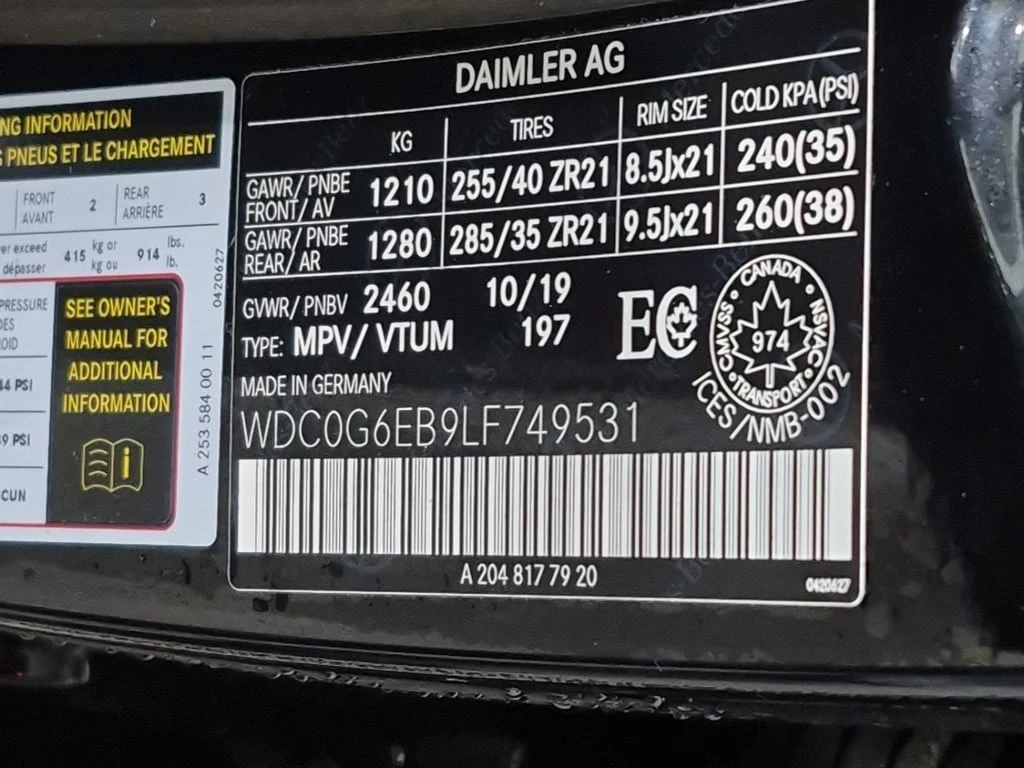 NG INFORMATION
PNEUS ET LE CHARGEMENT
FRONT
AVANT
2
REAR
ARRIÈRE
3
er exceed
dépasser
415
kg or
kg ou
914
lbs.
lb.
PRESSURE
DES
OID
44 PSI
9 PSI
CUN
SEE OWNER'S
MANUAL FOR
ADDITIONAL
INFORMATION
i
A 253 584 00 11
0420627
DAIMLER AG
KG TIRES RIM SIZE COLD KPA(PSI)
GAWR/ PNBE
FRONT/ AV
1210 255/40 ZR21 8.5Jx21 240(35)
GAWR/ PNBE
REAR/ AR
1280 285/35 ZR21 9.5Jx21 260(38)
GVWR/ PNBV 2460 10/19
TYPE: MPV/ VTUM 197
EC
CANADA
NSVAC
TRANSPORT
CMVSS
974
ICES/NMB-002
MADE IN GERMANY
WDC0G6EB9LF749531
A 204 817 79 20
0420627